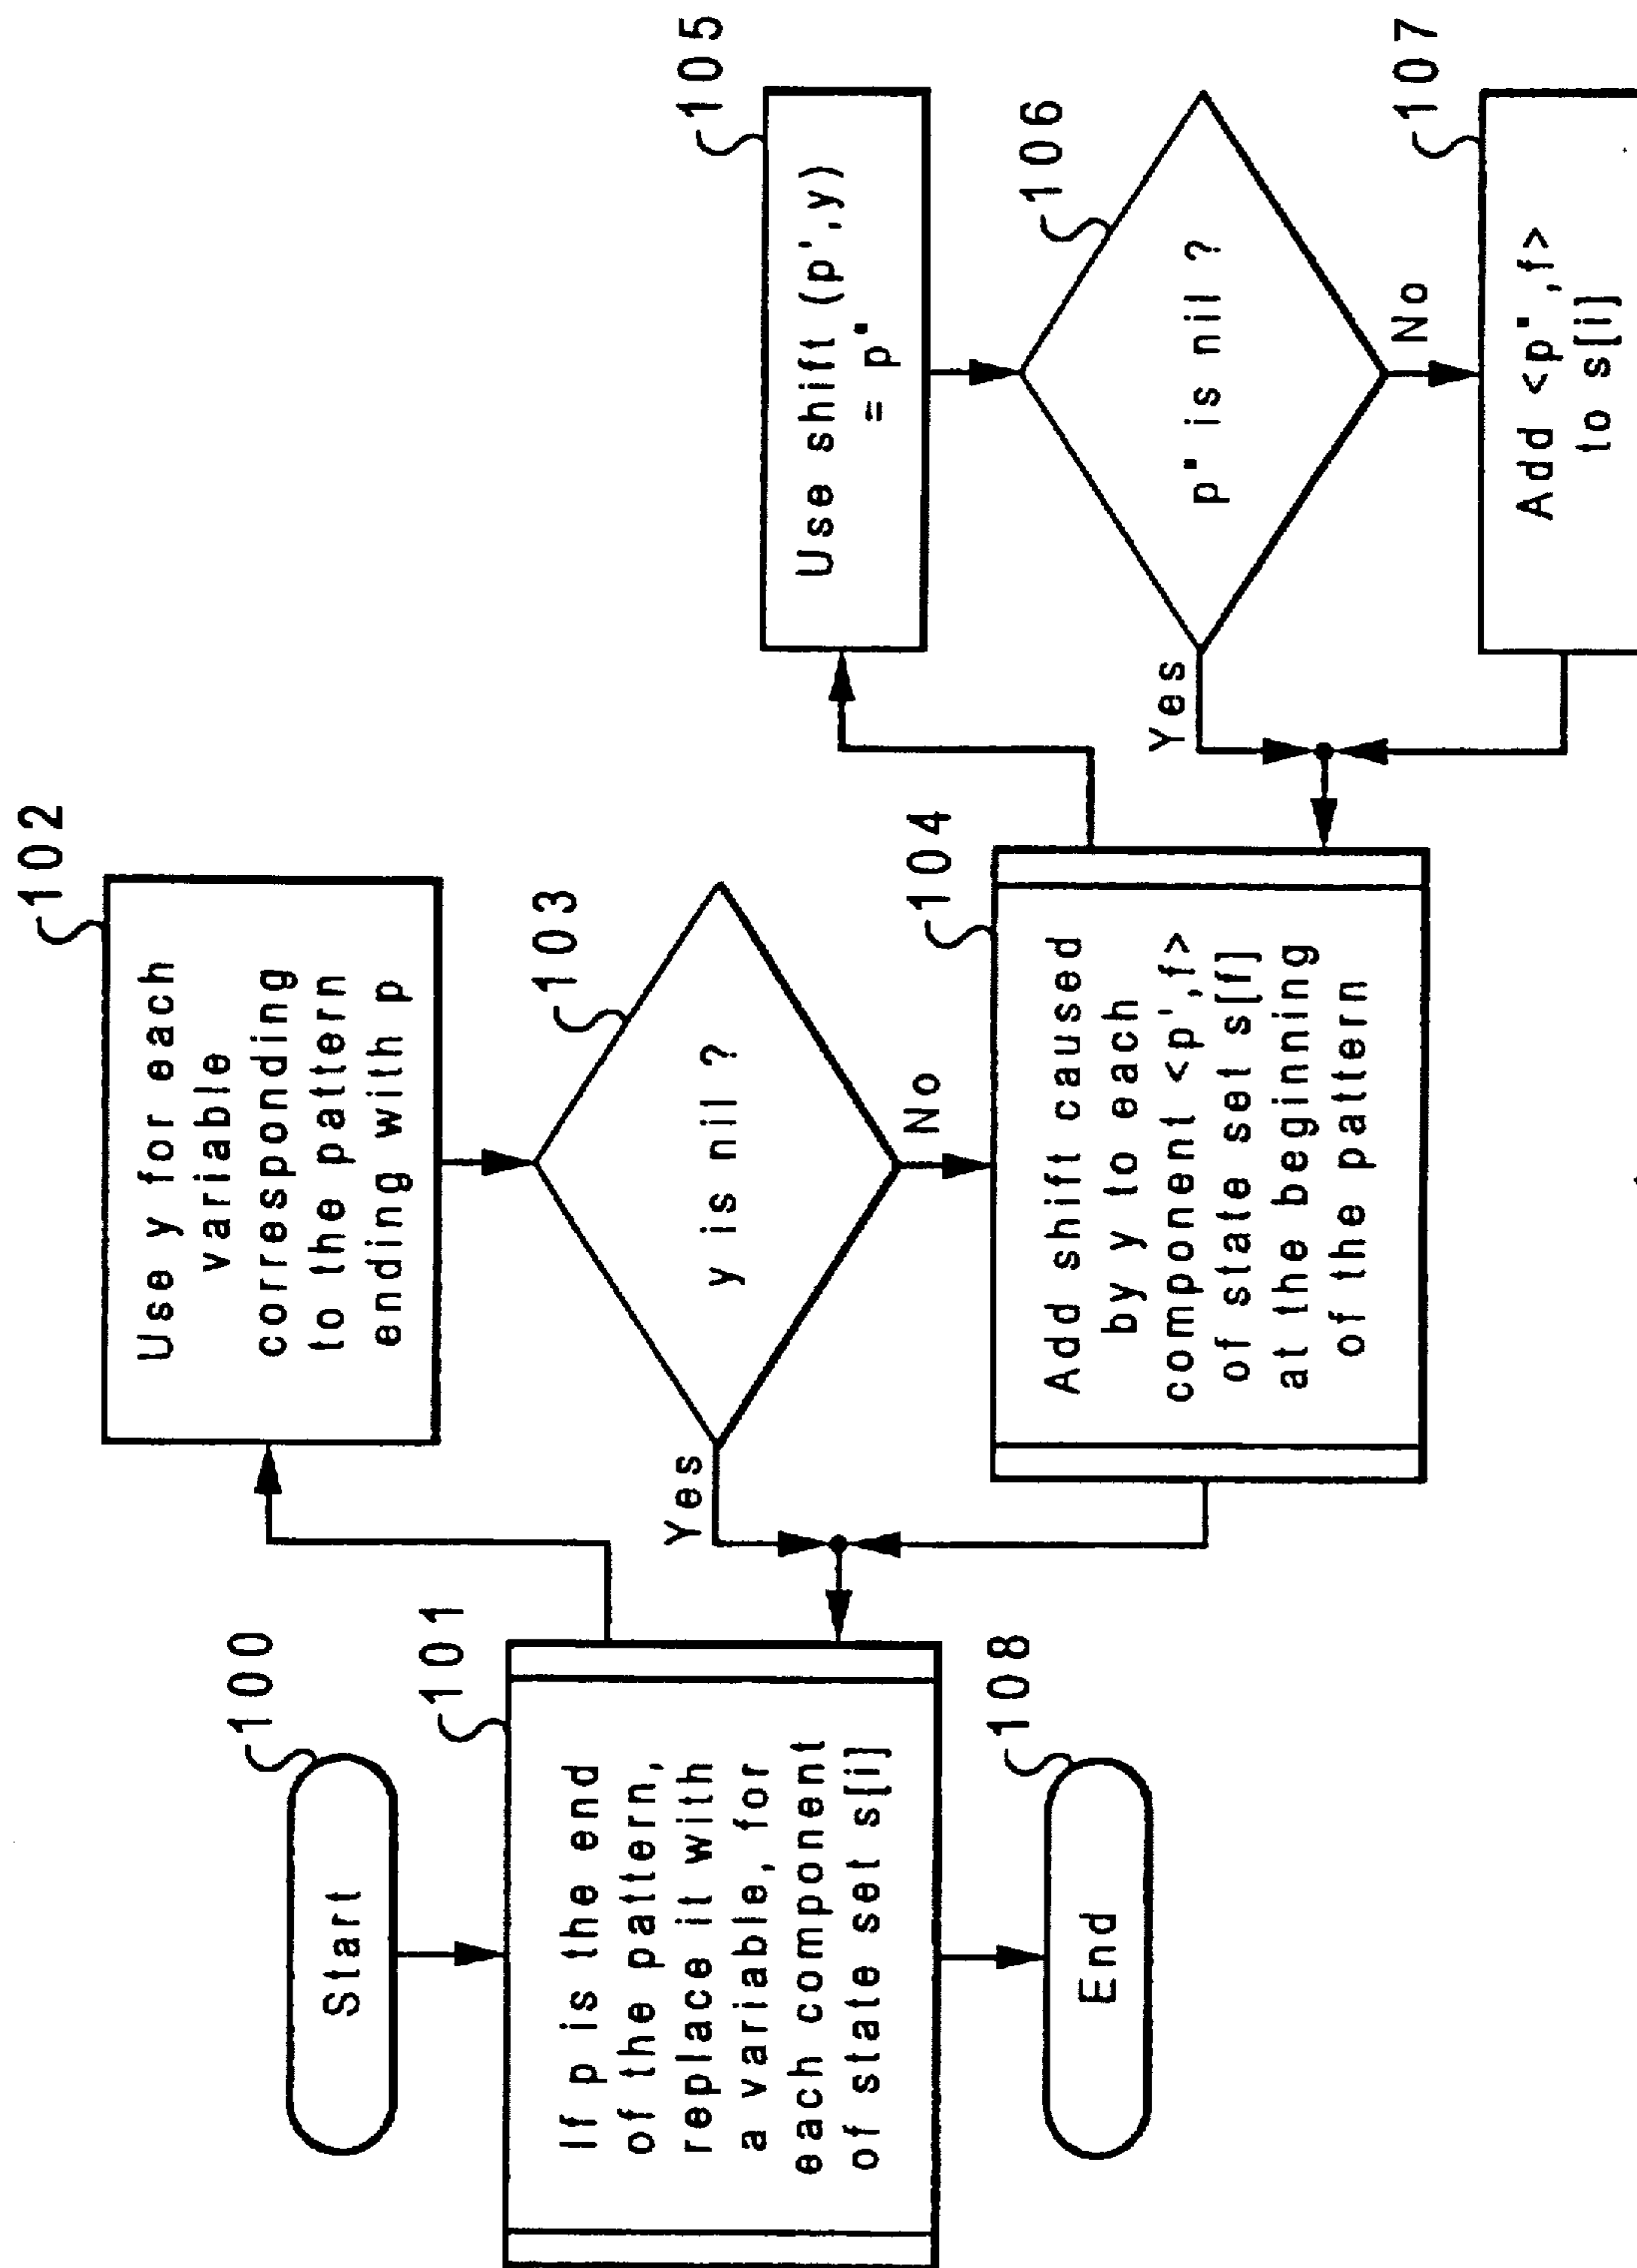 100
Start
101
If p is the end
of the pattern,
replace it with
a variable, for
each component
of state set s[i]
108
End
102
Use y for each
variable
corresponding
to the pattern
ending with p
103
y is nil ?
Yes
No
104
Add shift caused
by y to each
component <p',f>
of state set s[f]
at the beginning
of the pattern
105
Use shift (p',y)
= p"
106
p" is nil ?
Yes
No
107
Add <p",f>
to s[i]